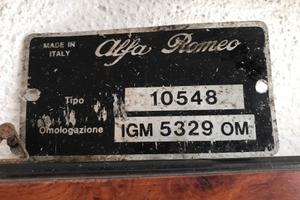 MADE IN
ITALY
Alfa Romeo
Tipo 10548
Omologazione IGM 5329 OM